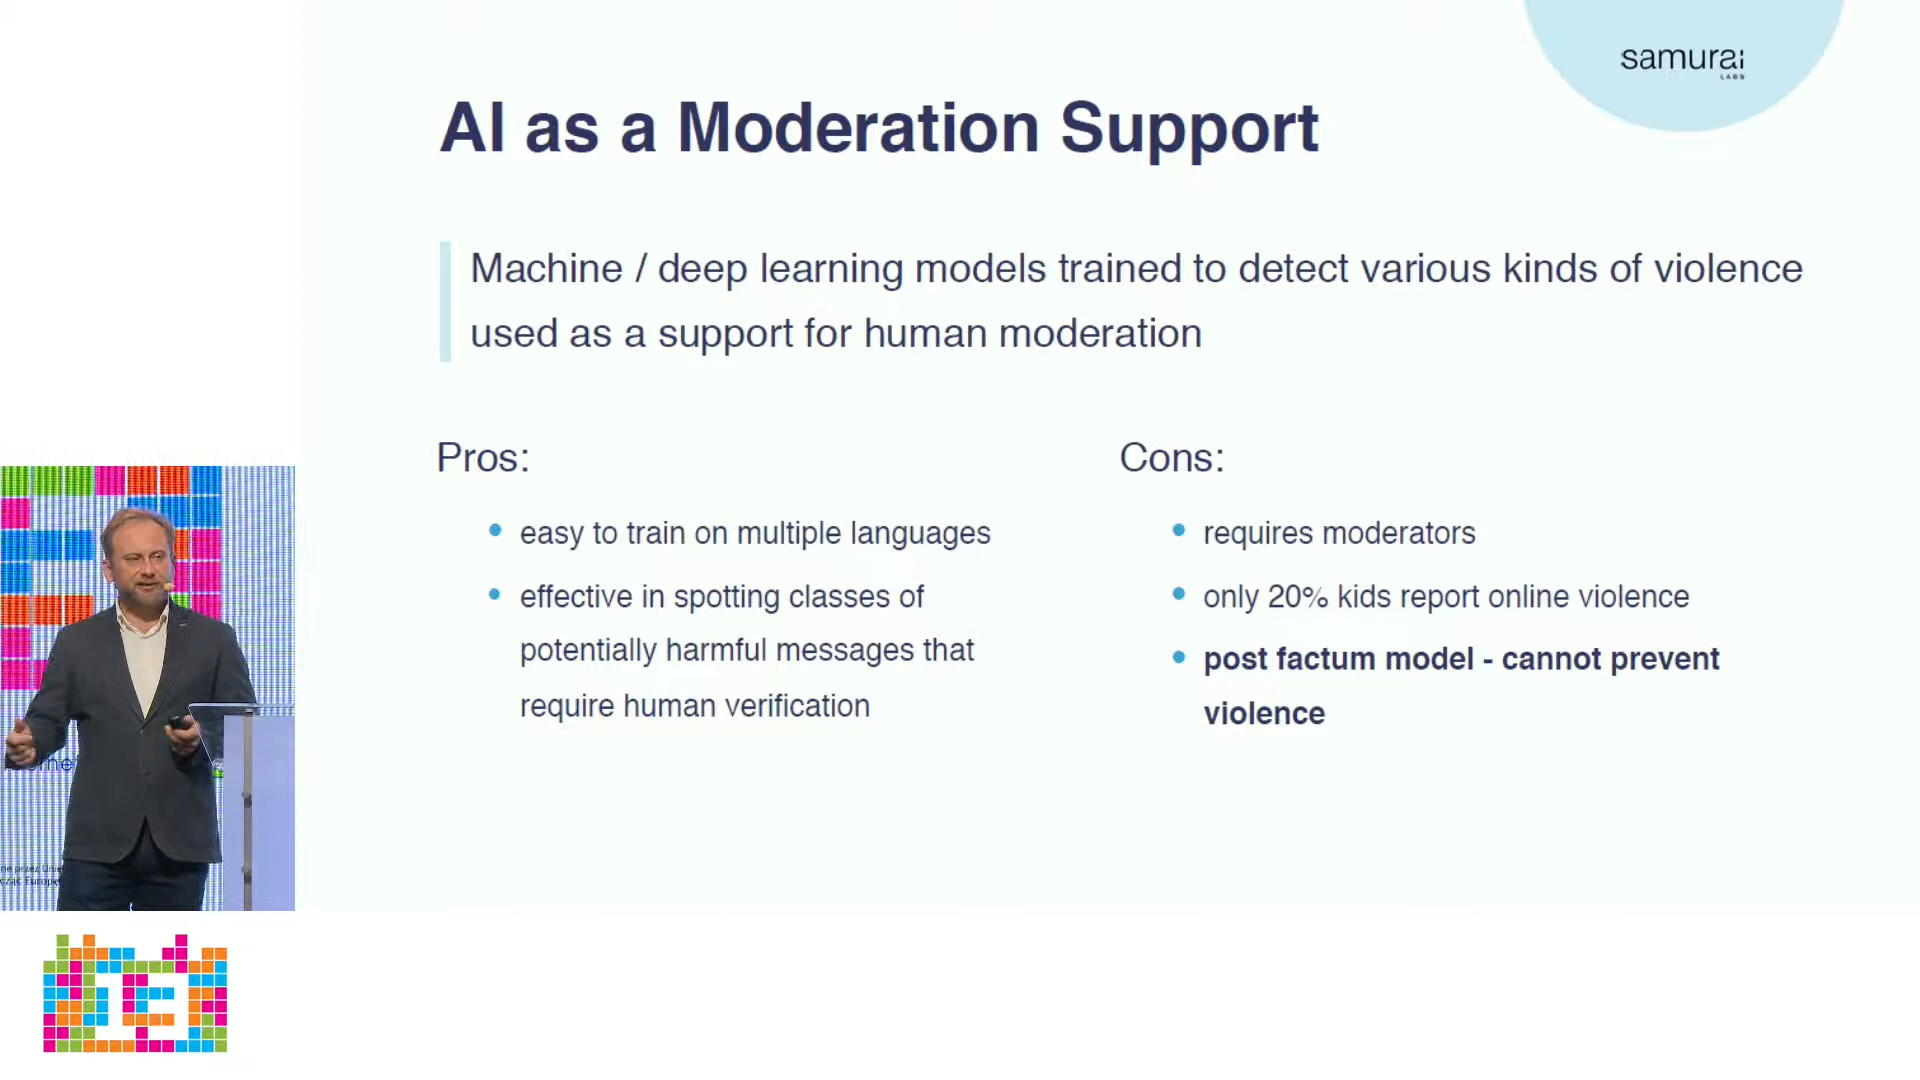 samurai
LABS
AI as a Moderation Support
Machine / deep learning models trained to detect various kinds of violence
used as a support for human moderation
Pros:
• easy to train on multiple languages
• effective in spotting classes of
potentially harmful messages that
require human verification
Cons:
• requires moderators
• only 20% kids report online violence
• post factum model - cannot prevent
violence